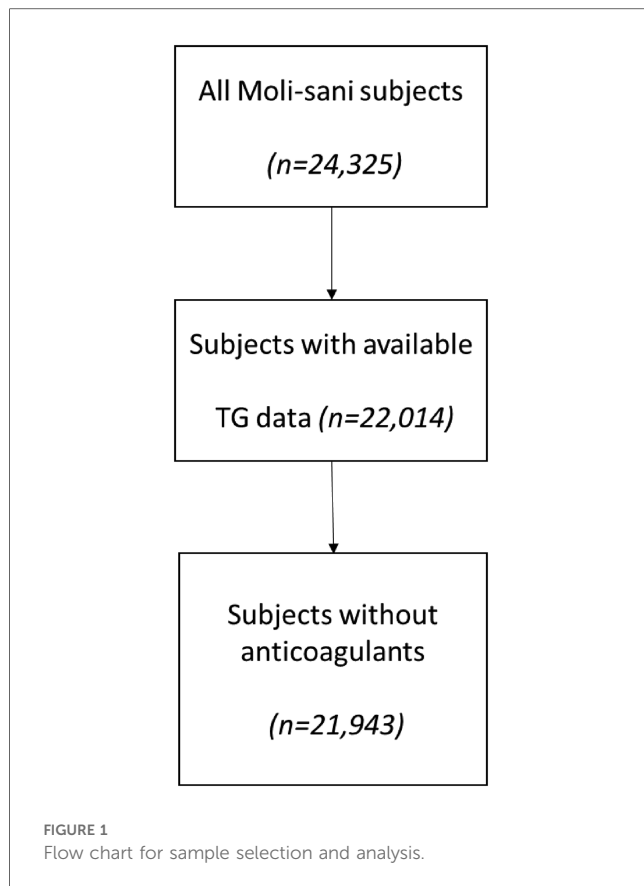 All Moli-sani subjects
(n=24,325)
Subjects with available
TG data (n=22,014)
Subjects without
anticoagulants
(n=21,943)
FIGURE 1
Flow chart for sample selection and analysis.